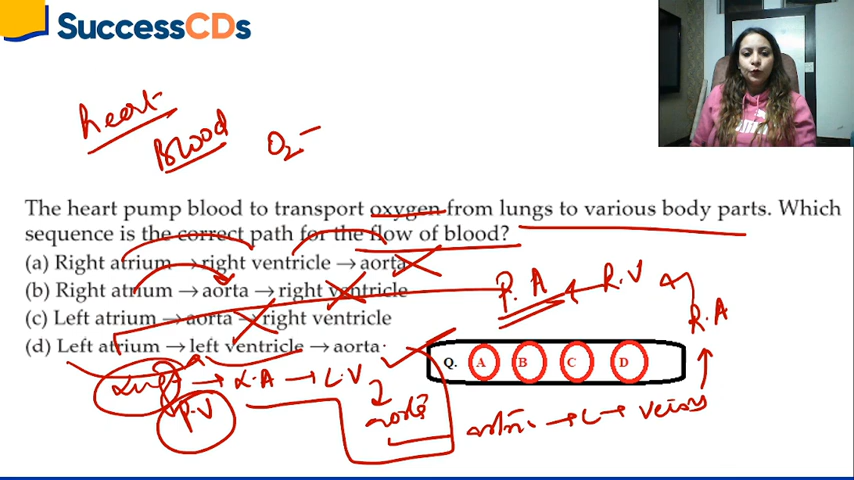 SuccessCDs
heart
Blood O₂
The heart pump blood to transport oxygen from lungs to various body parts. Which
sequence is the correct path for the flow of blood?
(a) Right atrium → right ventricle → aorta
(b) Right atrium → aorta → right ventricle
(c) Left atrium → aorta → right ventricle
(d) Left atrium → left ventricle → aorta
P.A R.V
R.A
Q. A B C D
Lungs → L.A → L.V
P.V
aorta